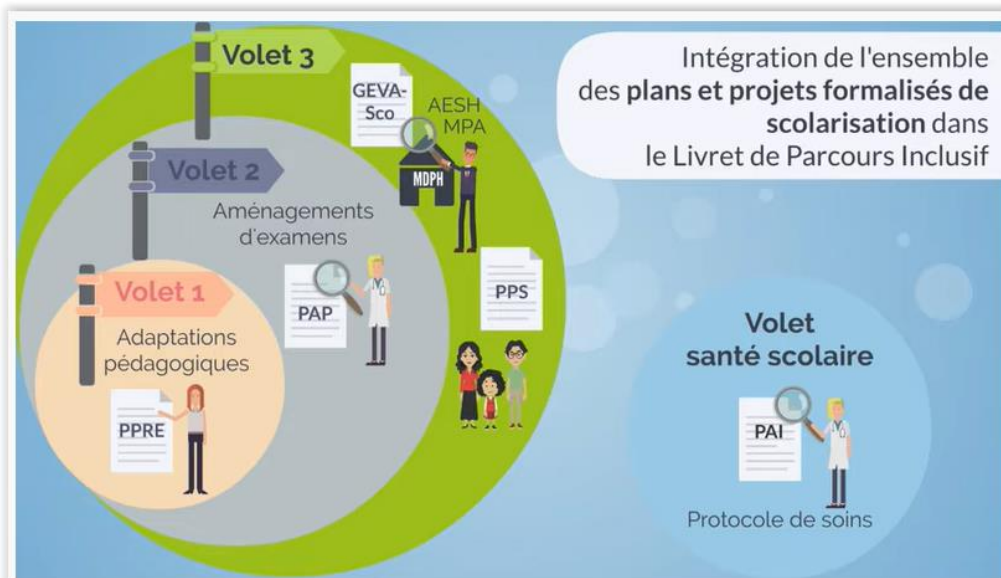 Volet 3
GEVA-
Sco
AESH
MPA
MDPH
Volet 2
Aménagements
d'examens
PAP
PPS
Volet 1
Adaptations
pédagogiques
PPRE
Intégration de l'ensemble
des plans et projets formalisés de
scolarisation dans
le Livret de Parcours Inclusif
Volet
santé scolaire
PAI
Protocole de soins